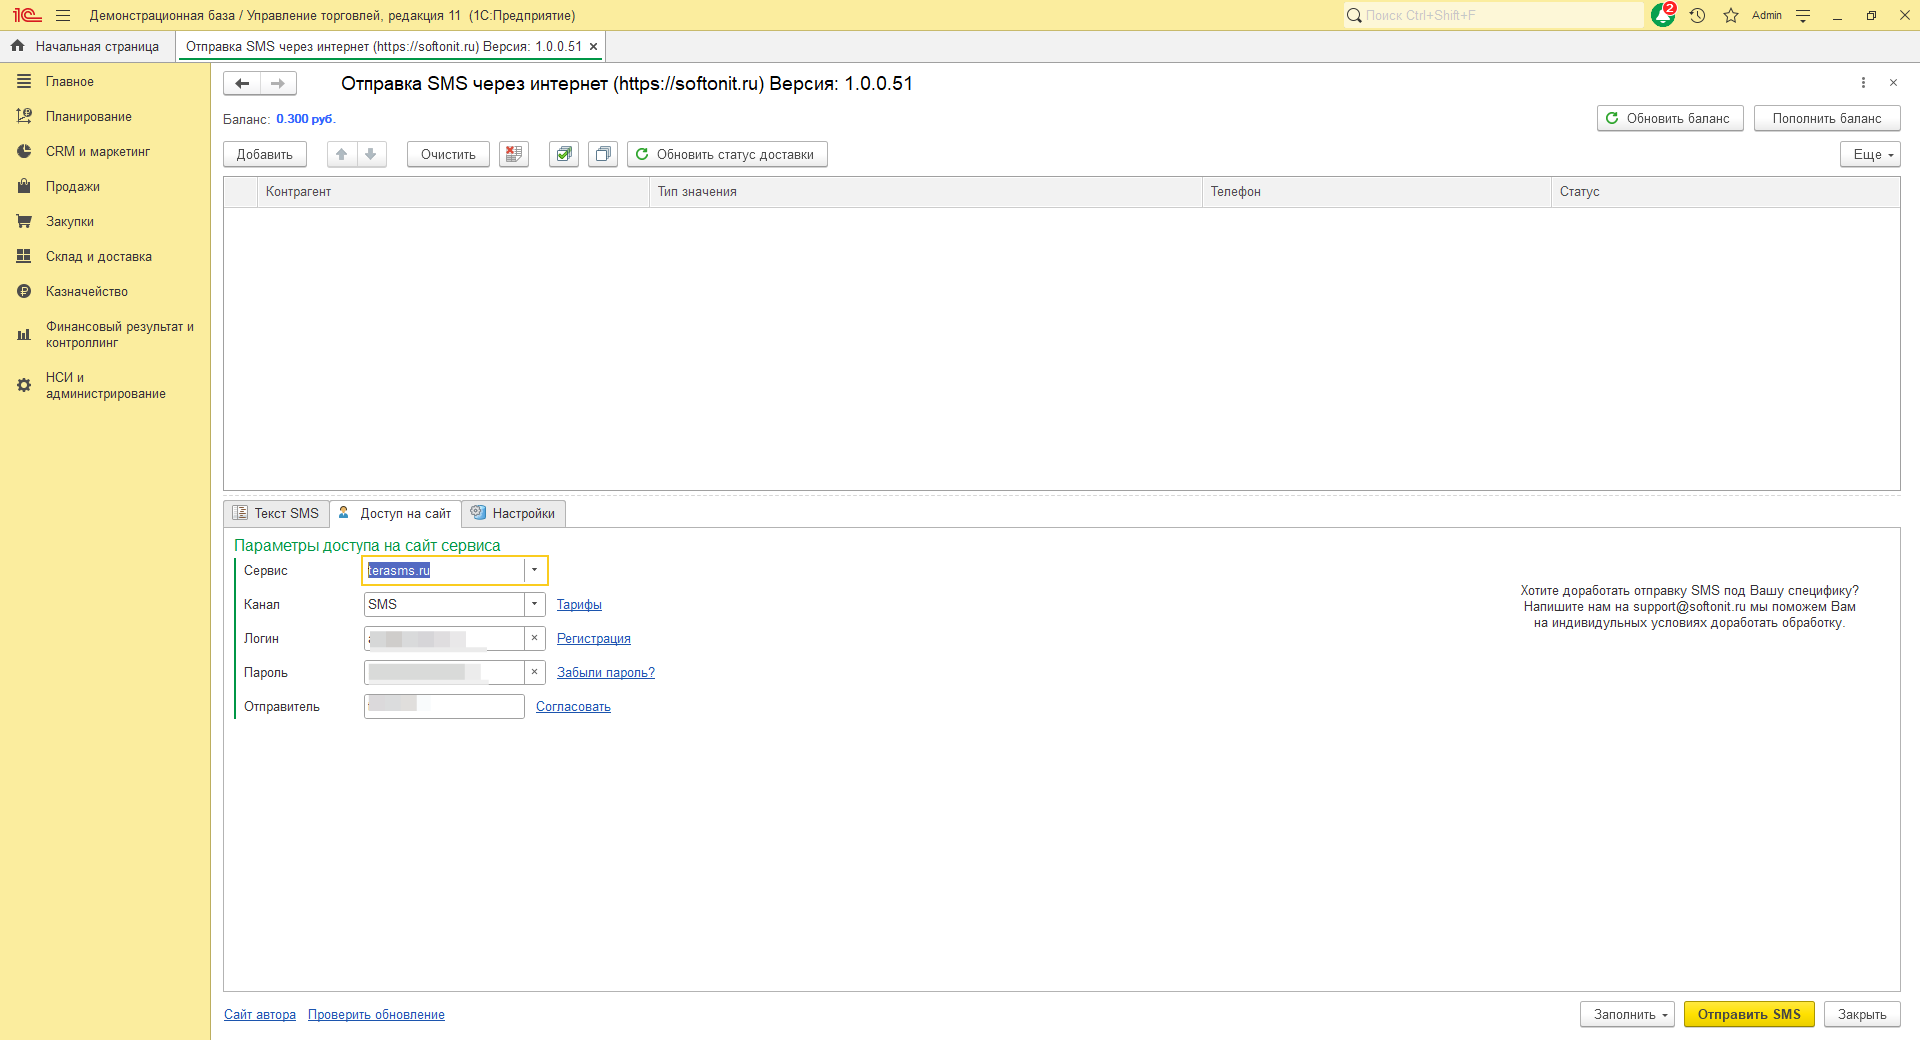 1С Демонстрационная база / Управление торговлей, редакция 11 (1С:Предприятие)
Поиск Ctrl+Shift+F
2
Admin
Начальная страница
Отправка SMS через интернет (https://softonit.ru) Версия: 1.0.0.51
Главное
Планирование
CRM и маркетинг
Продажи
Закупки
Склад и доставка
Казначейство
Финансовый результат и
контроллинг
НСИ и
администрирование
Отправка SMS через интернет (https://softonit.ru) Версия: 1.0.0.51
Баланс: 0.300 руб.
Обновить баланс
Пополнить баланс
Добавить
Очистить
Обновить статус доставки
Еще
Контрагент
Тип значения
Телефон
Статус
Текст SMS
Доступ на сайт
Настройки
Параметры доступа на сайт сервиса
Сервис terasms.ru
Канал SMS Тарифы
Логин Регистрация
Пароль Забыли пароль?
Отправитель Согласовать
Хотите доработать отправку SMS под Вашу специфику?
Напишите нам на support@softonit.ru мы поможем Вам
на индивидульных условиях доработать обработку.
Сайт автора
Проверить обновление
Заполнить
Отправить SMS
Закрыть